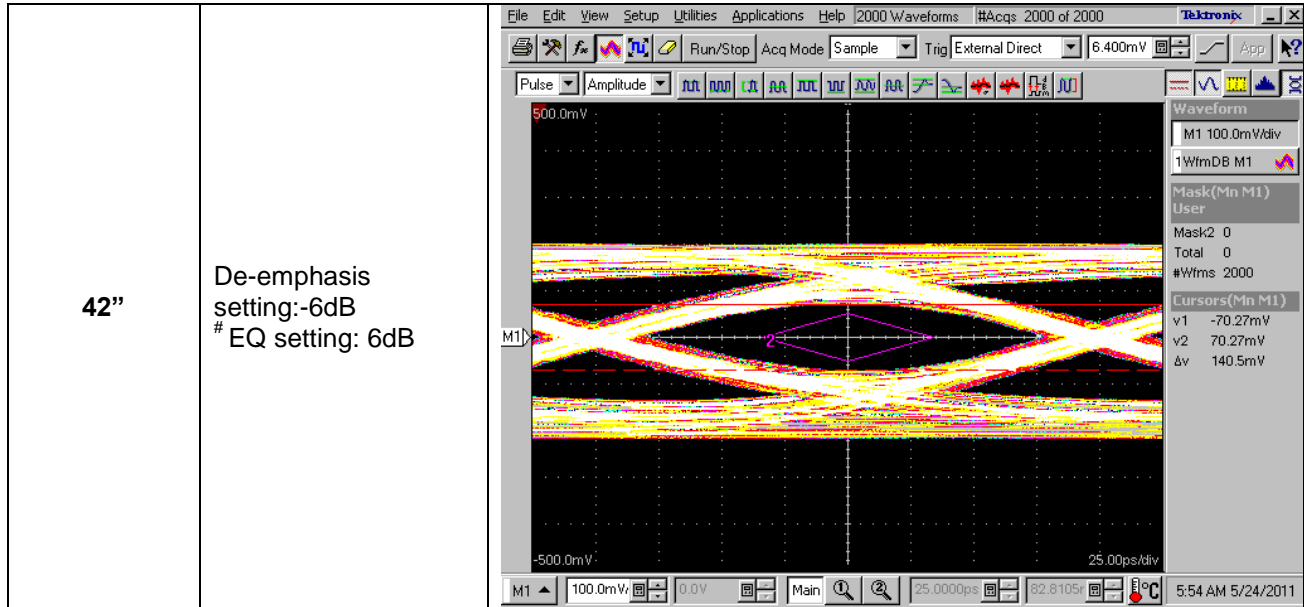 42”
De-emphasis
setting:-6dB
# EQ setting: 6dB
File Edit View Setup Utilities Applications Help 2000 Waveforms #Acqs 2000 of 2000 Tektronix
Run/Stop Acq Mode Sample Trig External Direct 6.400mV App
Pulse Amplitude
500.0mV
Waveform
M1 100.0mV/div
1WfmDB M1
Mask(Mn M1)
User
Mask2 0
Total 0
#Wfms 2000
Cursors(Mn M1)
v1 -70.27mV
v2 70.27mV
Δv 140.5mV
M1
2
-500.0mV
25.00ps/div
M1 100.0mV/ 0.0V Main 1 2 25.0000ps 82.8105r °C 5:54 AM 5/24/2011